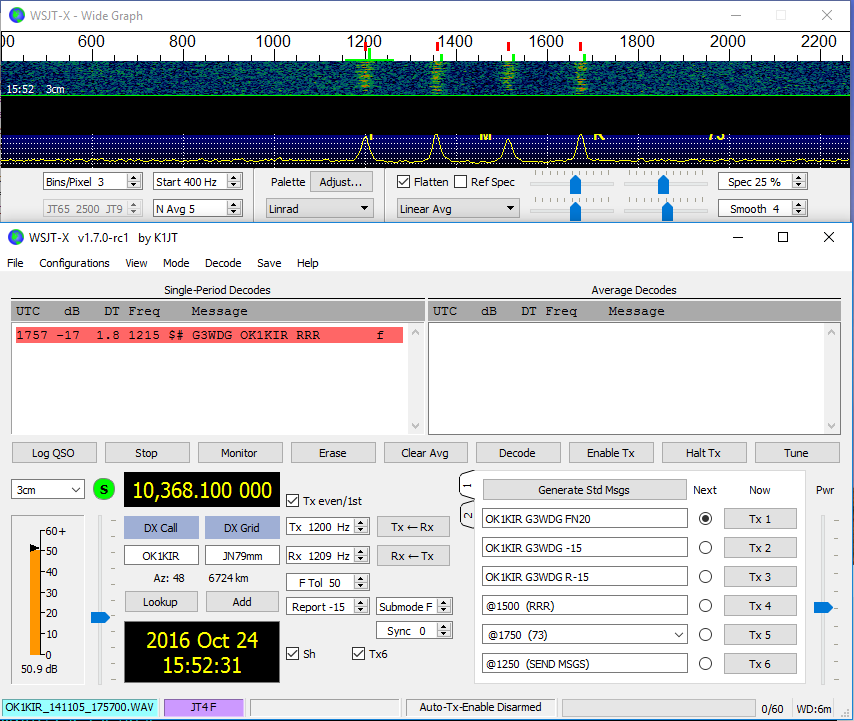 WSJT-X - Wide Graph
00 600 800 1000 1200 1400 1600 1800 2000 2200
15:52 3cm
T M R 73
Bins/Pixel 3 Start 400 Hz Palette Adjust... Flatten Ref Spec Spec 25 %
JT65 2500 JT9 N Avg 5 Linrad Linear Avg Smooth 4
WSJT-X v1.7.0-rc1 by K1JT
File Configurations View Mode Decode Save Help
Single-Period Decodes Average Decodes
UTC dB DT Freq Message UTC dB DT Freq Message
1757 -17 1.8 1215 $# G3WDG OK1KIR RRR f
Log QSO Stop Monitor Erase Clear Avg Decode Enable Tx Halt Tx Tune
3cm S 10,368.100 000 Tx even/1st 1 Generate Std Msgs Next Now Pwr
DX Call DX Grid Tx 1200 Hz Tx ← Rx 2 OK1KIR G3WDG FN20 Tx 1
OK1KIR JN79mm Rx 1209 Hz Rx ← Tx OK1KIR G3WDG -15 Tx 2
Az: 48 6724 km F Tol 50 OK1KIR G3WDG R-15 Tx 3
Lookup Add Report -15 Submode F @1500 (RRR) Tx 4
Sync 0 @1750 (73) Tx 5
2016 Oct 24
15:52:31 Sh Tx6 @1250 (SEND MSGS) Tx 6
60+
50
40
30
20
10
0
50.9 dB
OK1KIR_141105_175700.WAV JT4 F Auto-Tx-Enable Disarmed 0/60 WD:6m